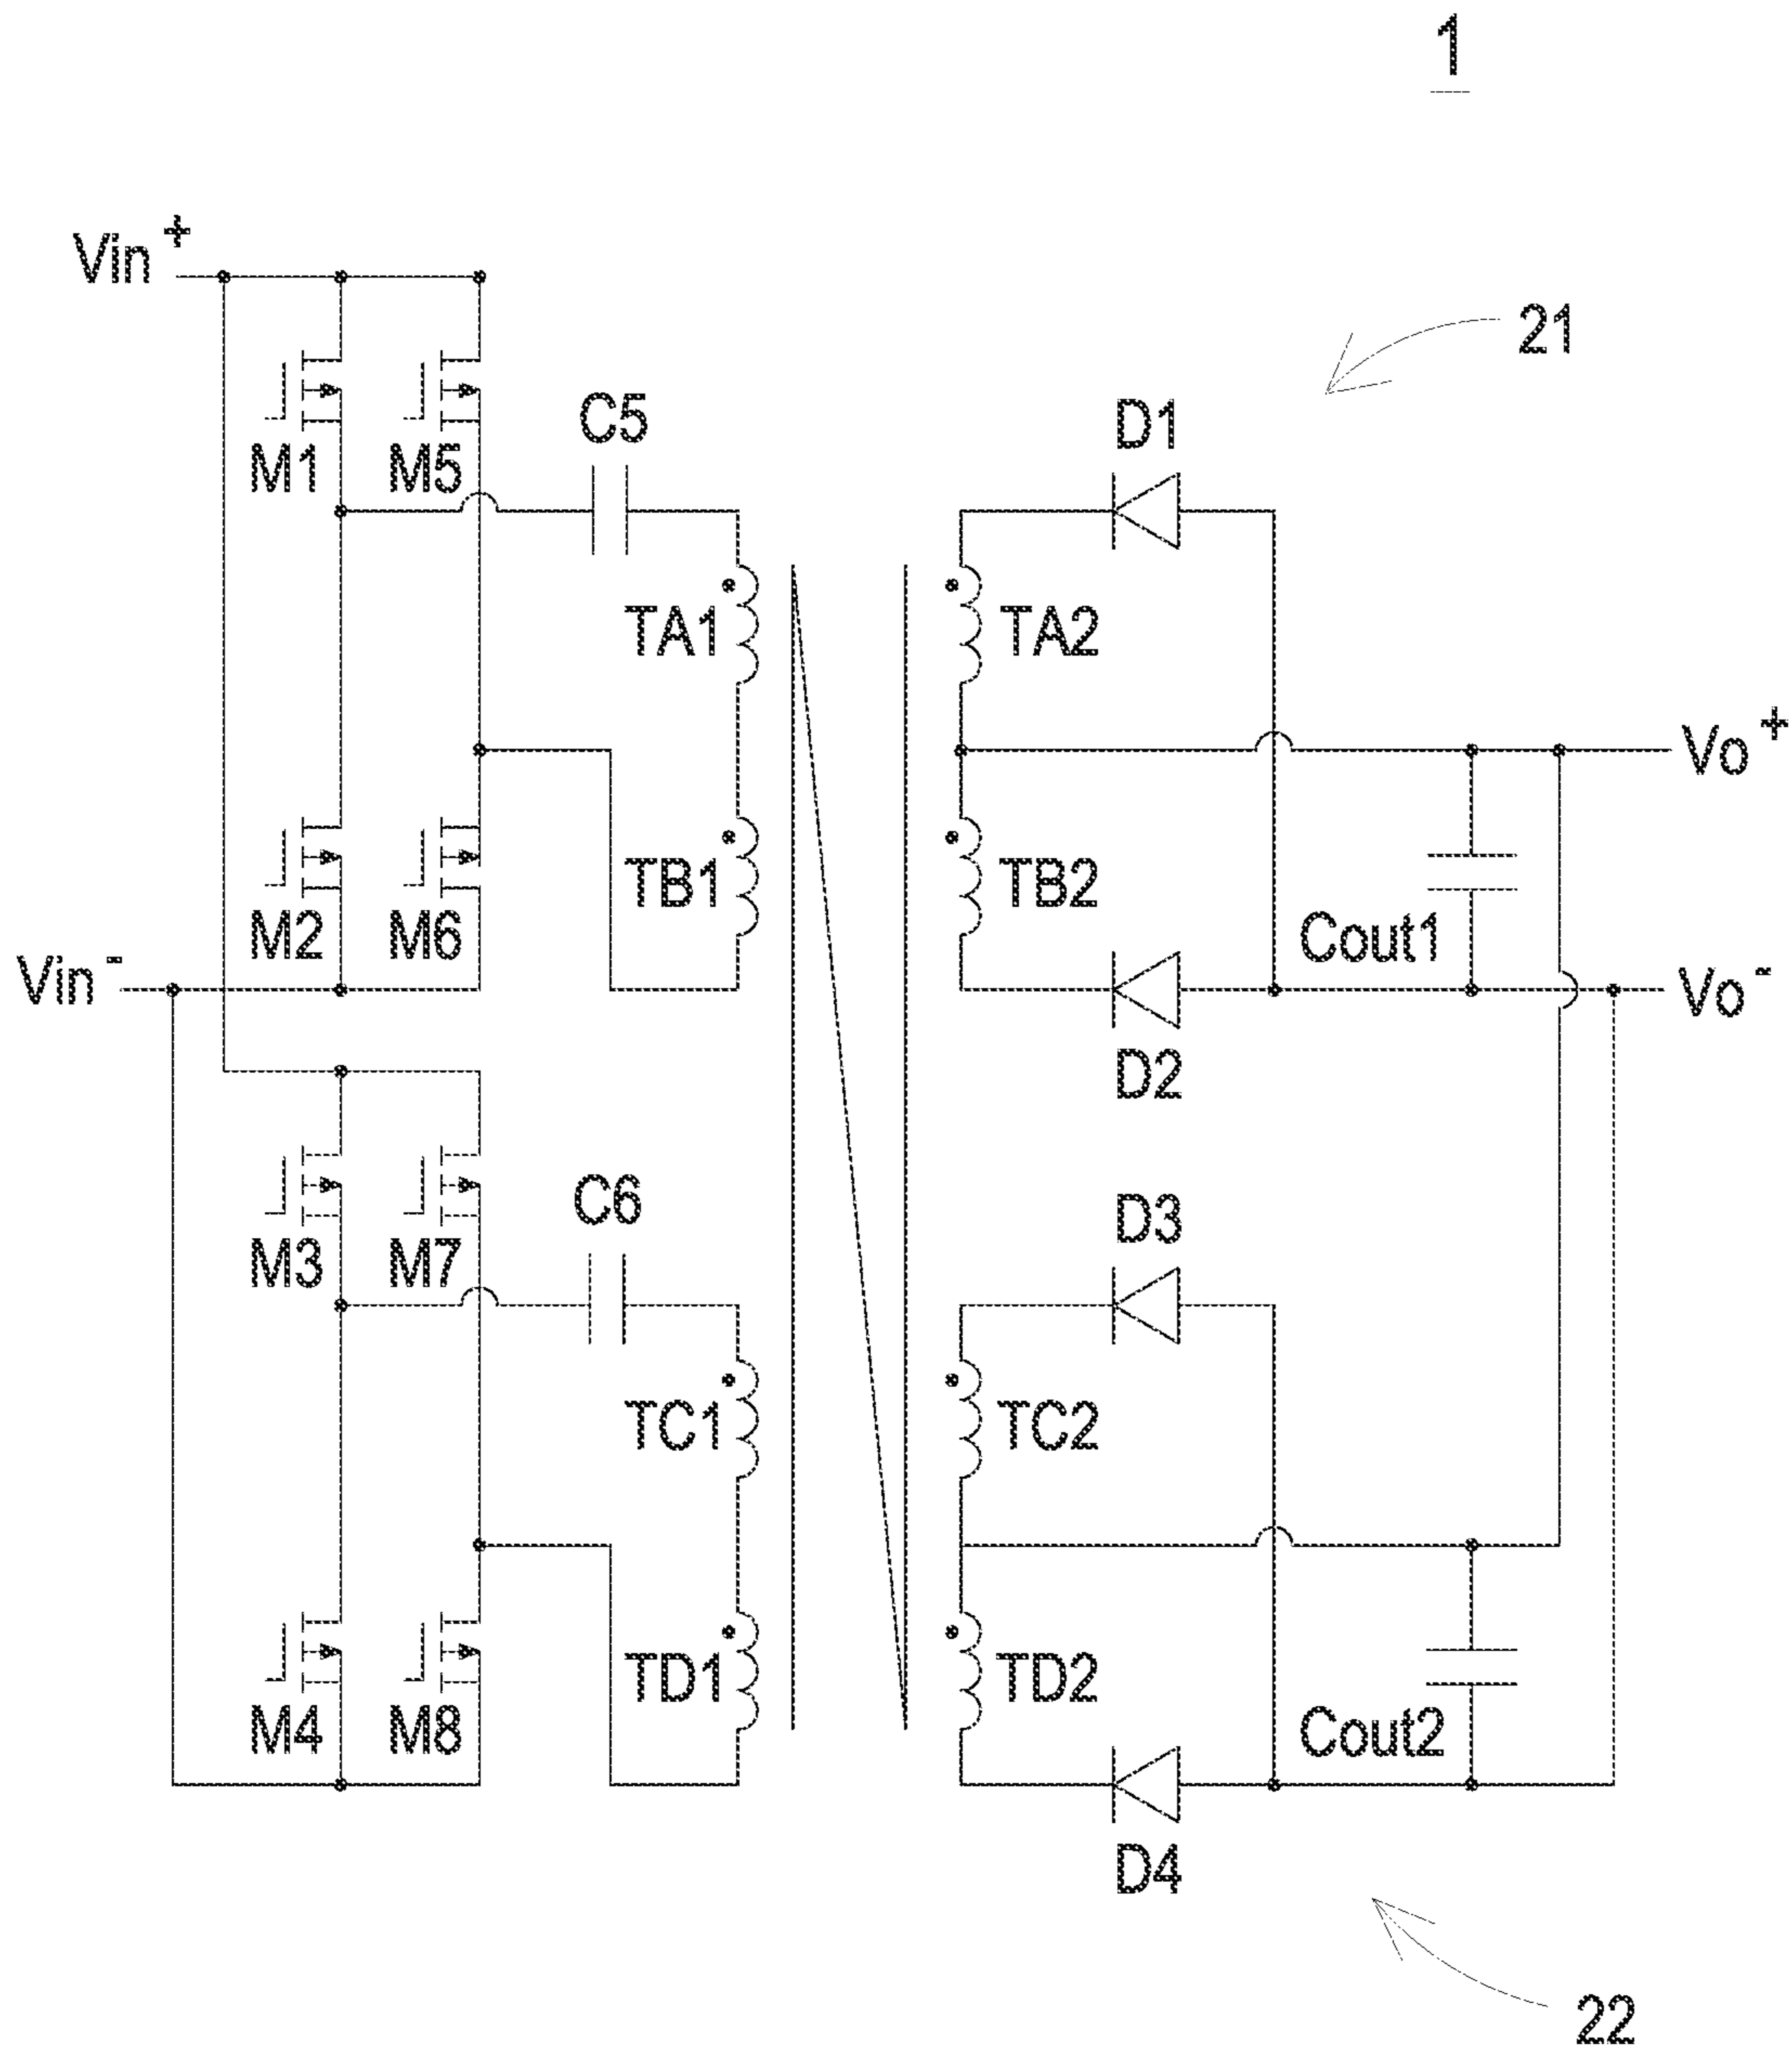 1
Vin+
21
M1 M5 C5 D1
TA1 TA2
Vo+
TB1 TB2
M2 M6 Cout1
Vin- Vo-
D2
C6 D3
M3 M7
TC1 TC2
TD1 TD2
M4 M8 Cout2
D4
22